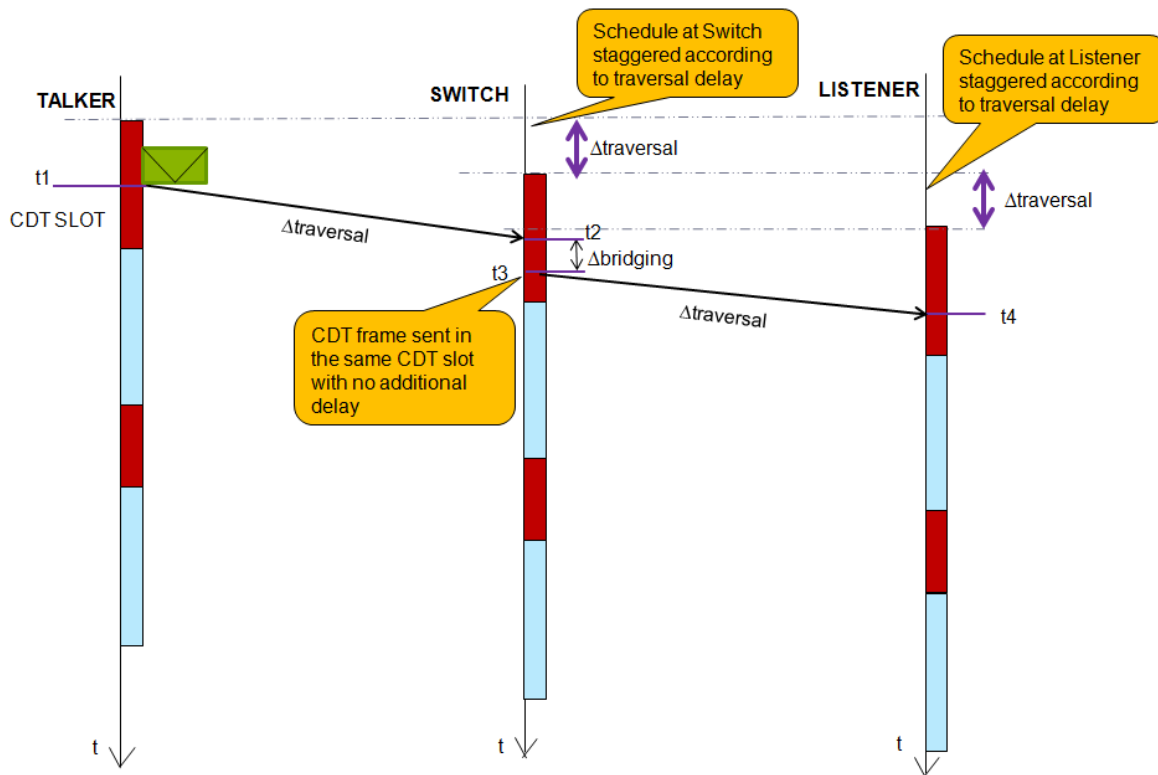 Schedule at Switch
staggered according
to traversal delay
Schedule at Listener
staggered according
to traversal delay
TALKER
SWITCH
LISTENER
Δtraversal
Δtraversal
t1
CDT SLOT
Δtraversal
t2
Δbridging
t3
Δtraversal
t4
CDT frame sent in
the same CDT slot
with no additional
delay
t
t
t